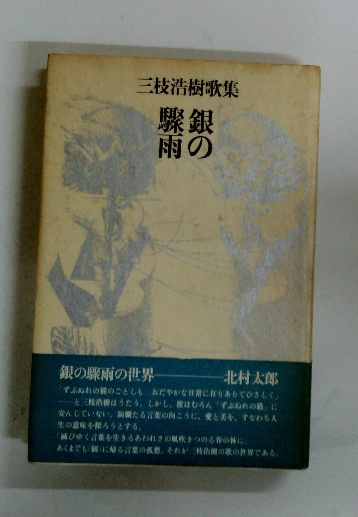 三枝浩樹歌集
銀の
驟雨
銀の驟雨の世界―――北村太郎
「ずぶぬれの猫のごとしも　おだやかな日常に在りありてひさしく」
――と三枝浩樹はうたう。しかし、彼はむろん「ずぶぬれの猫」に
安んじていない。絢爛たる言葉の向こうに、愛と美を、すなわち人
生の意味を探ろうとする。
「滅びゆく言葉を生きるあわれさの風吹きつのる春の林に」
あくまでも〈個〉に帰る言葉の孤愁、それが三枝浩樹の歌の世界である。